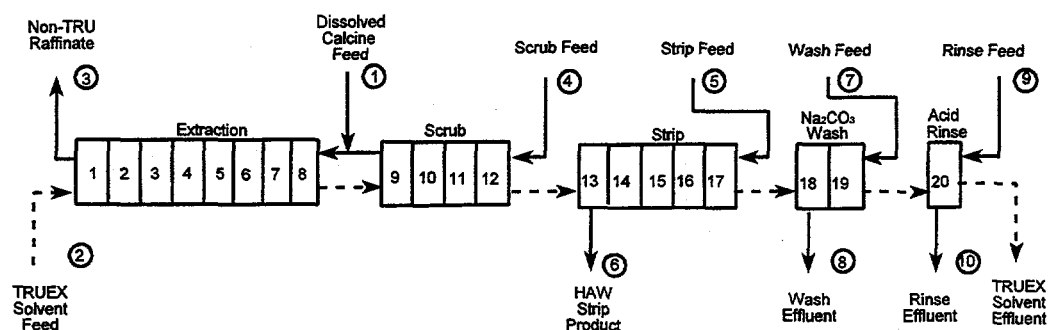 Non-TRU
Raffinate
③
Dissolved
Calcine
Feed
①
Scrub Feed
④
Strip Feed
⑤
Wash Feed
⑦
Rinse Feed
⑨
Extraction
1 2 3 4 5 6 7 8
Scrub
9 10 11 12
Strip
13 14 15 16 17
Na₂CO₃
Wash
18 19
Acid
Rinse
20
②
TRUEX
Solvent
Feed
⑥
HAW
Strip
Product
⑧
Wash
Effluent
⑩
Rinse
Effluent
TRUEX
Solvent
Effluent